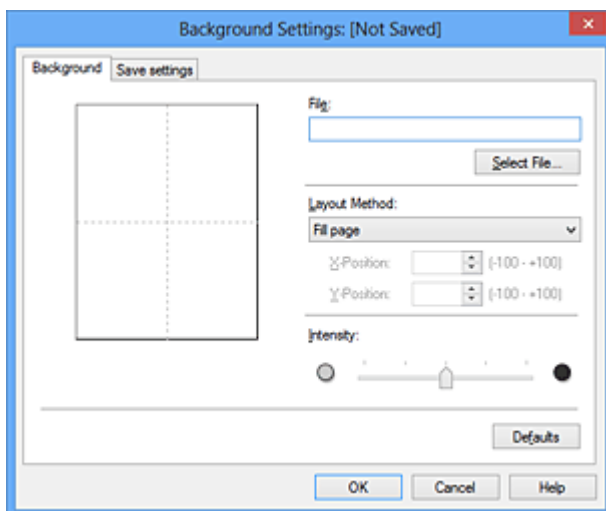 Background Settings: [Not Saved]
Background Save settings
File:
Select File...
Layout Method:
Fill page
X-Position: (-100 - +100)
Y-Position: (-100 - +100)
Intensity:
Defaults
OK Cancel Help